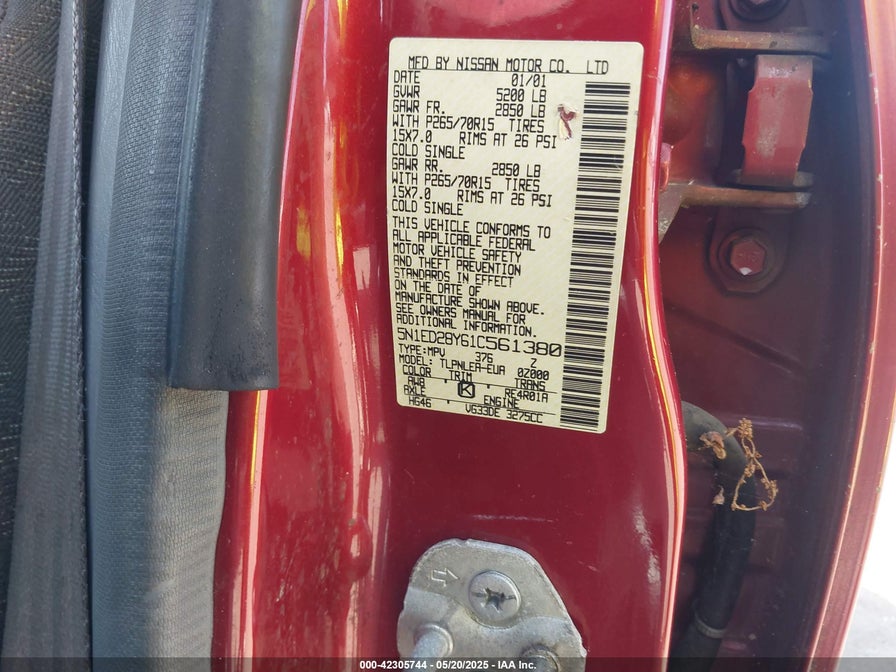 MFD BY NISSAN MOTOR CO. LTD
DATE 01/01
GVWR 5200 LB
GAWR FR. 2850 LB
WITH P265/70R15 TIRES
15X7.0 RIMS AT 26 PSI
COLD SINGLE
GAWR RR. 2850 LB
WITH P265/70R15 TIRES
15X7.0 RIMS AT 26 PSI
COLD SINGLE
THIS VEHICLE CONFORMS TO
ALL APPLICABLE FEDERAL
MOTOR VEHICLE SAFETY
AND THEFT PREVENTION
STANDARDS IN EFFECT
ON THE DATE OF
MANUFACTURE SHOWN ABOVE.
SEE OWNERS MANUAL FOR
ADDITIONAL INFORMATION.
5N1ED28Y61C561380
TYPE:MPV 376 Z
MODEL: TLPNLEA-EUA 0Z000
COLOR TRIM TRANS
AW8 K RE4R01A
AXLE ENGINE
HG46 VG33DE 3275CC
000-42305744 — 05/20/2025 — IAA Inc.